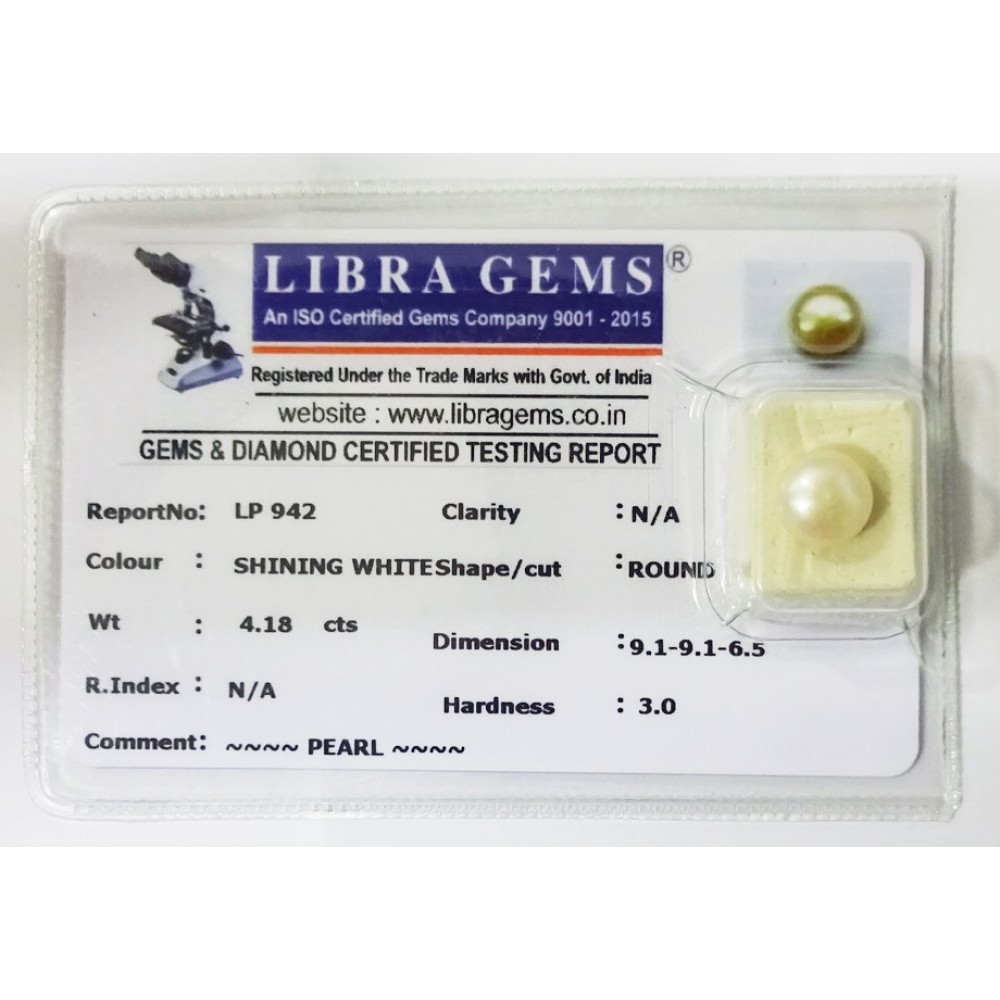 LIBRA GEMS ®
An ISO Certified Gems Company 9001 - 2015
Registered Under the Trade Marks with Govt. of India
website : www.libragems.co.in
GEMS & DIAMOND CERTIFIED TESTING REPORT
ReportNo: LP 942 Clarity : N/A
Colour : SHINING WHITE Shape/cut : ROUND
Wt : 4.18 cts Dimension : 9.1-9.1-6.5
R.Index : N/A Hardness : 3.0
Comment: ~~~~ PEARL ~~~~